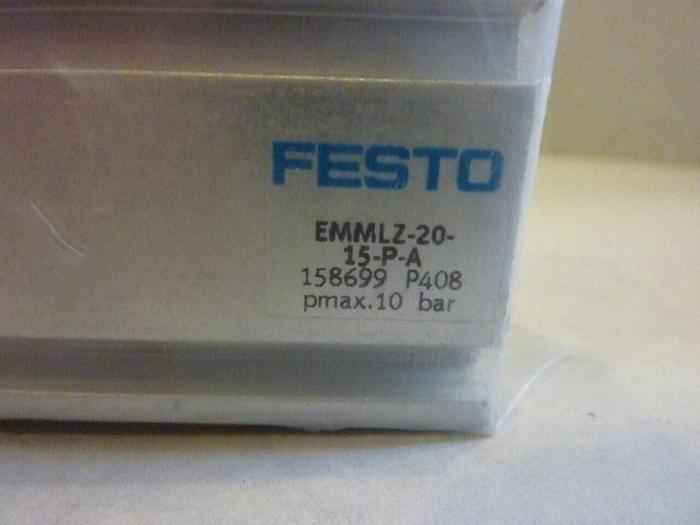 FESTO
EMMLZ-20-
15-P-A
158699 P408
pmax.10 bar